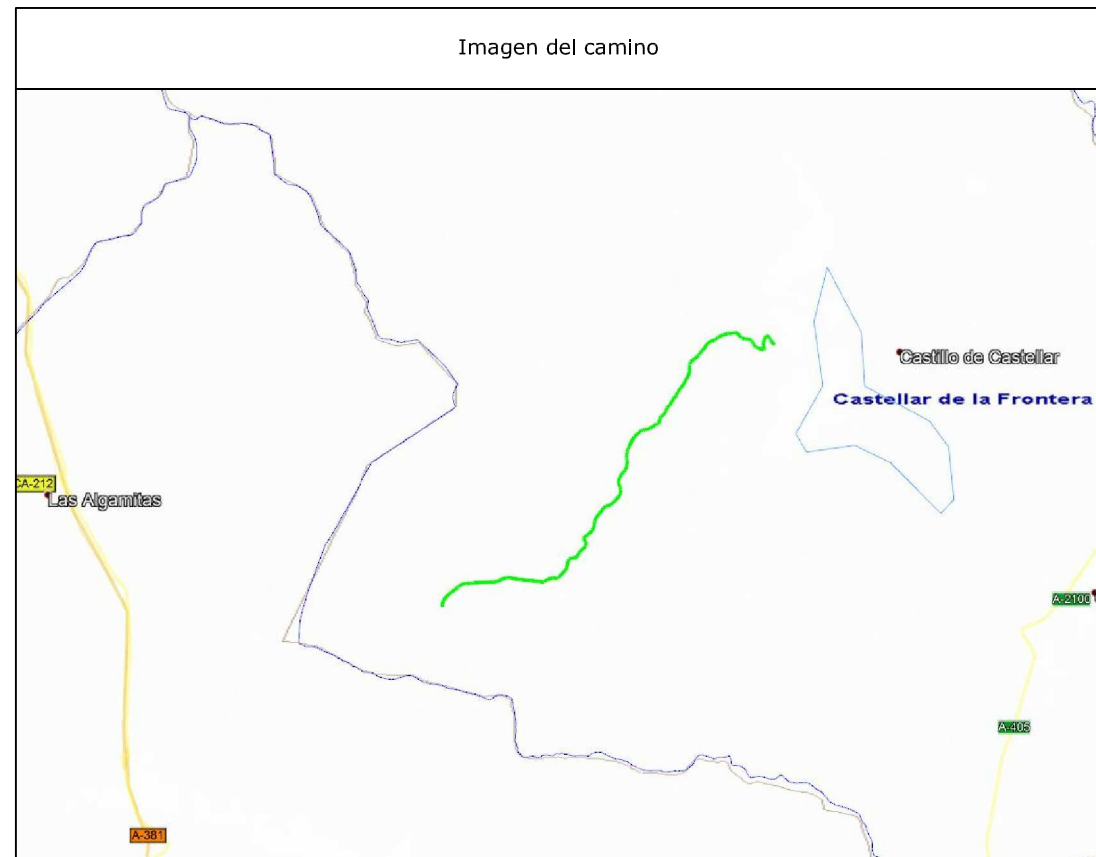 Imagen del camino
Castillo de Castellar
Castellar de la Frontera
CA-212
Las Algamitas
A-2100
A-405
A-381